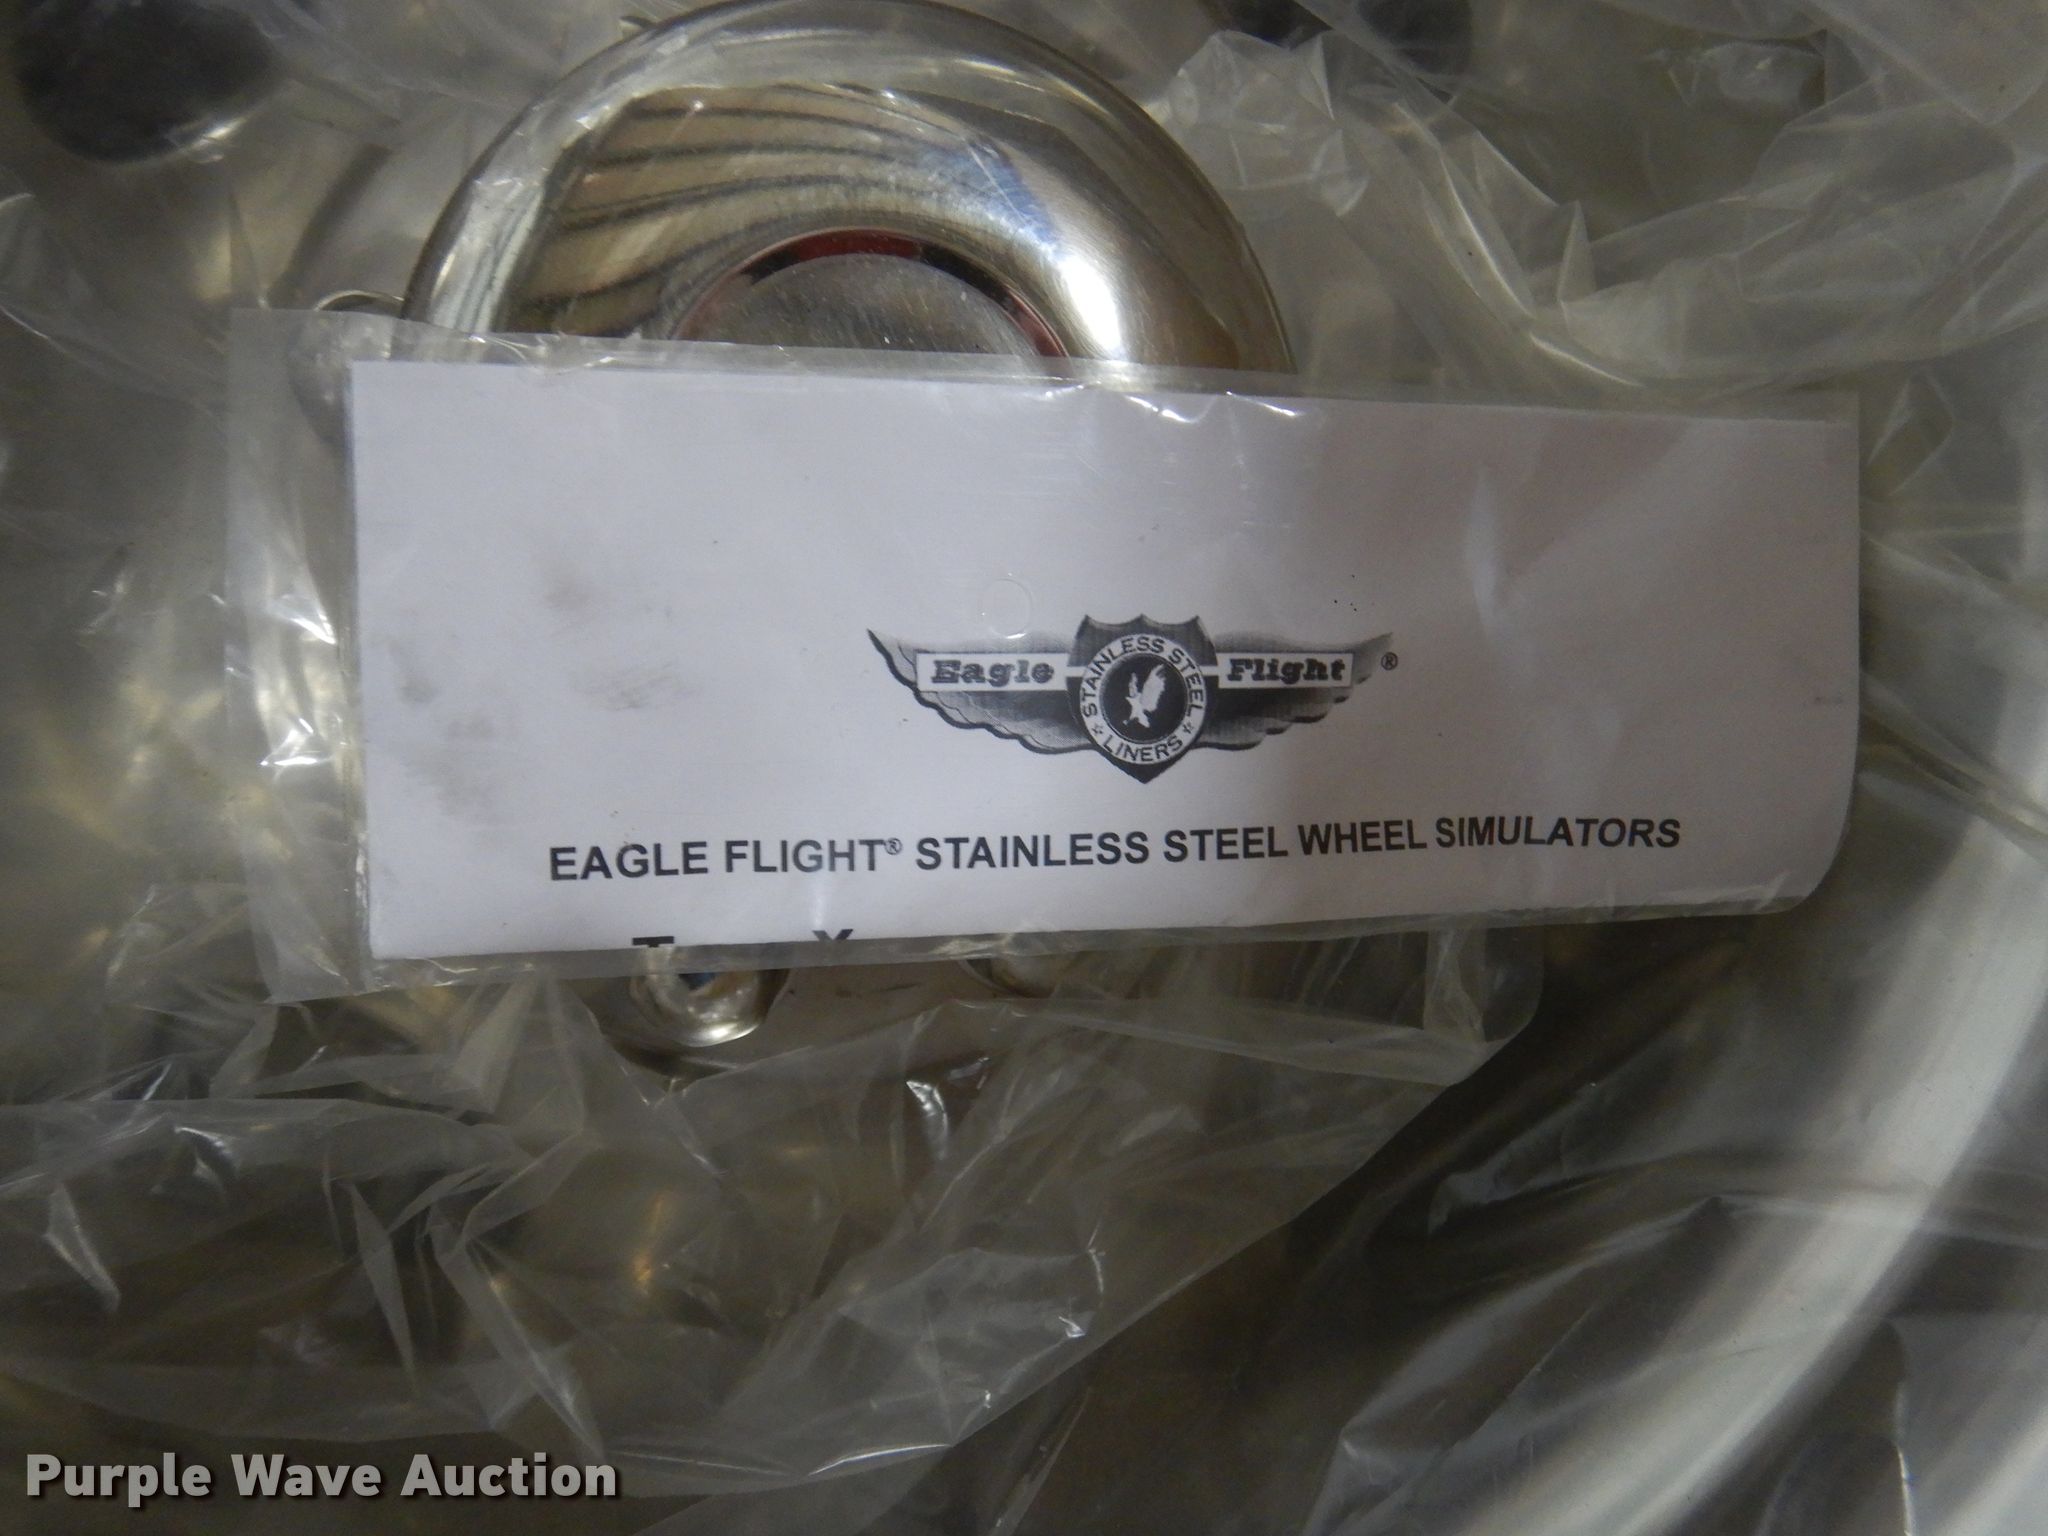 Eagle Flight ®
STAINLESS STEEL
LINERS
EAGLE FLIGHT® STAINLESS STEEL WHEEL SIMULATORS
Purple Wave Auction